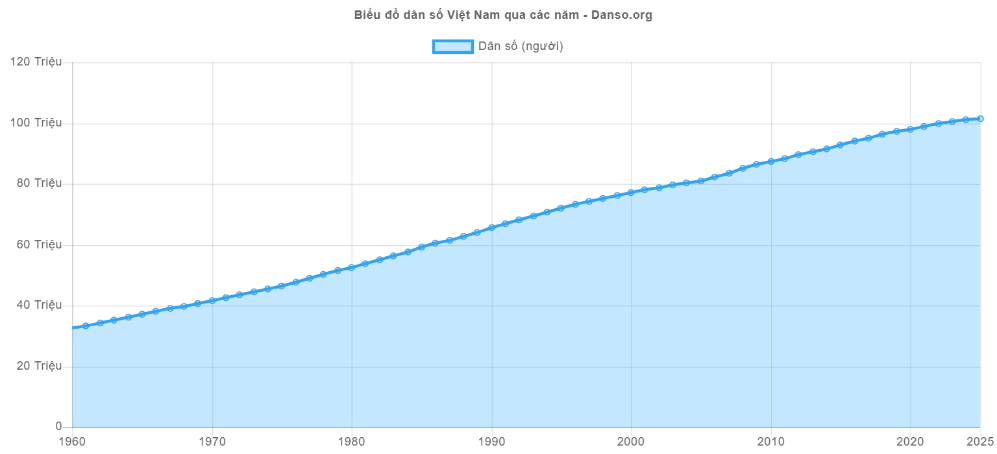 Biểu đồ dân số Việt Nam qua các năm - Danso.org
Dân số (người)
120 Triệu
100 Triệu
80 Triệu
60 Triệu
40 Triệu
20 Triệu
0
1960 1970 1980 1990 2000 2010 2020 2025